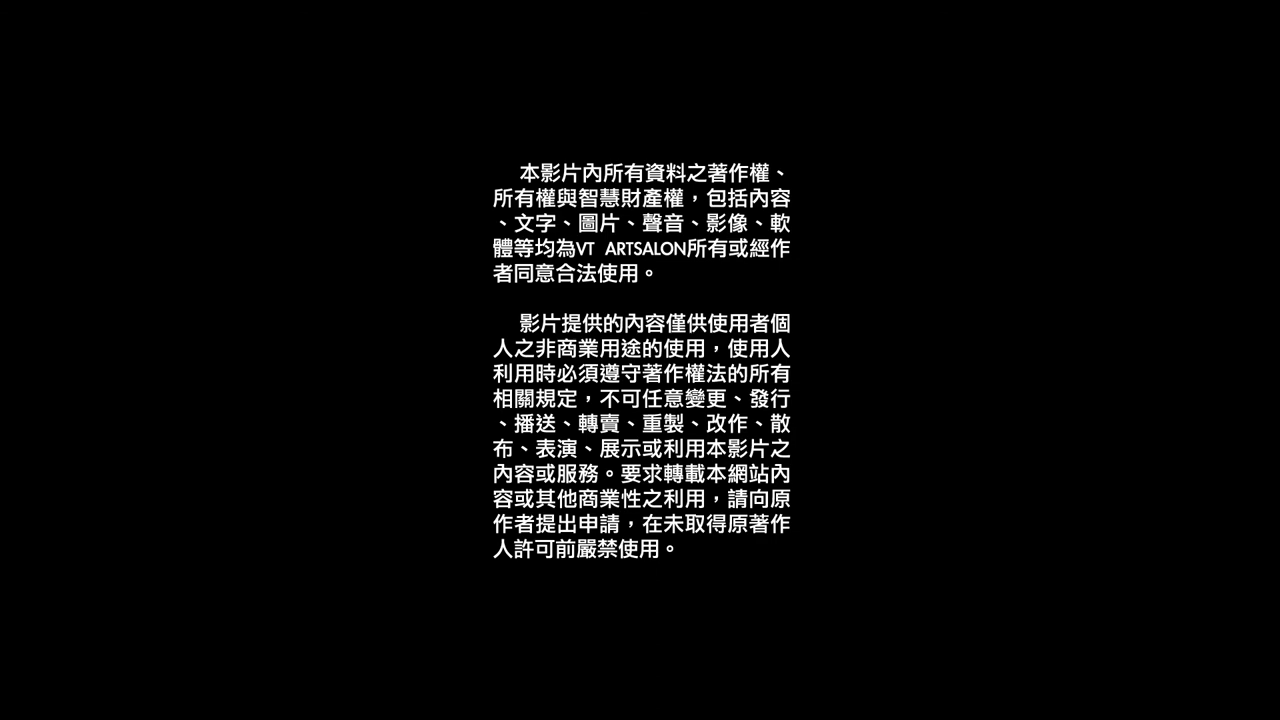 本影片內所有資料之著作權、
所有權與智慧財產權，包括內容
、文字、圖片、聲音、影像、軟
體等均為VT ARTSALON所有或經作
者同意合法使用。
影片提供的內容僅供使用者個
人之非商業用途的使用，使用人
利用時必須遵守著作權法的所有
相關規定，不可任意變更、發行
、播送、轉賣、重製、改作、散
布、表演、展示或利用本影片之
內容或服務。要求轉載本網站內
容或其他商業性之利用，請向原
作者提出申請，在未取得原著作
人許可前嚴禁使用。